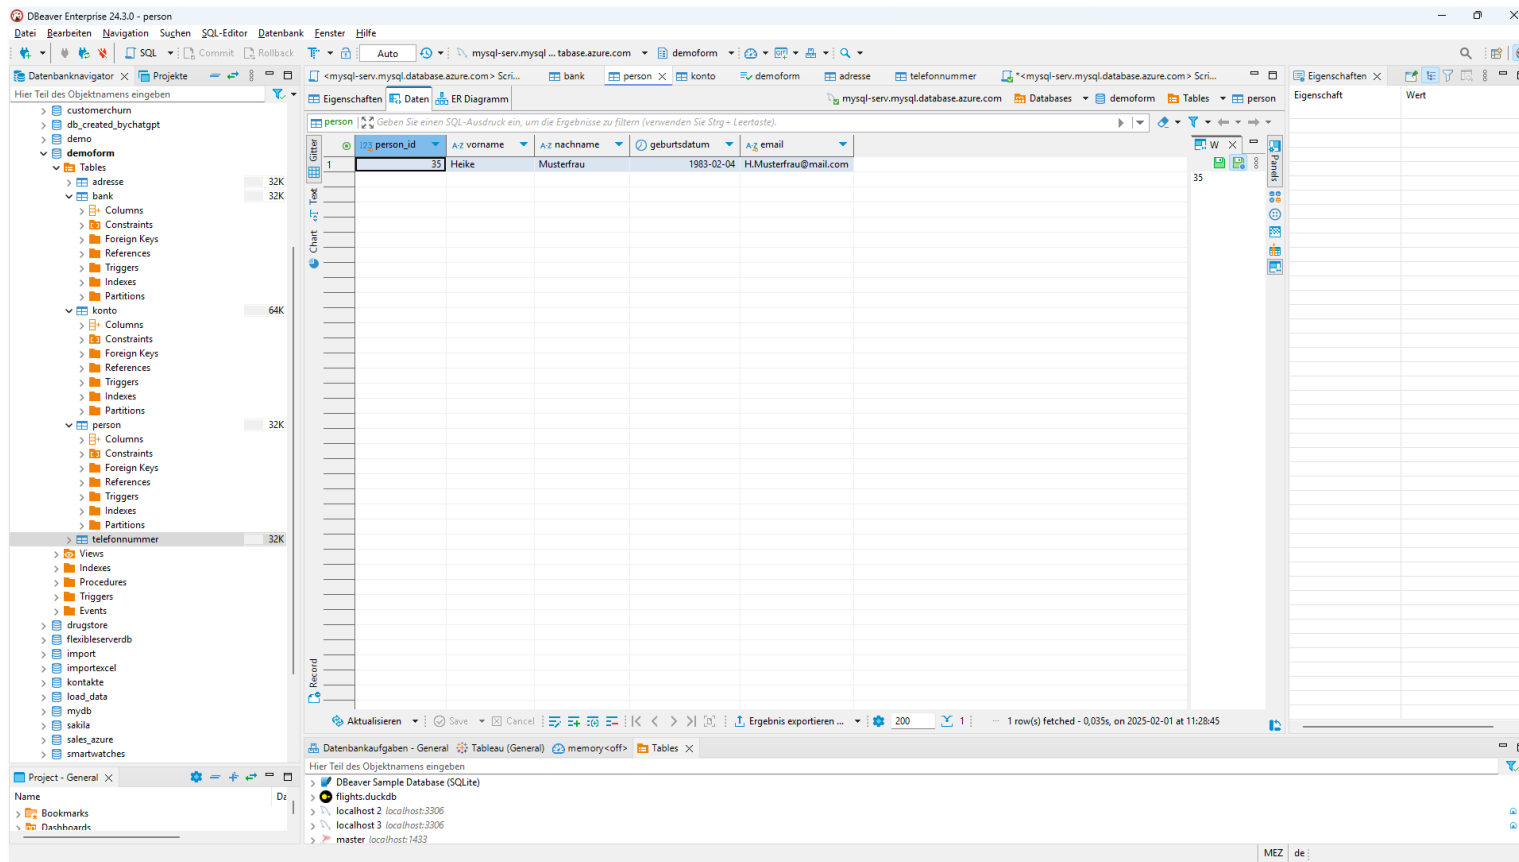 DBeaver Enterprise 24.3.0 - person
Datei Bearbeiten Navigation Suchen SQL-Editor Datenbank Fenster Hilfe
SQL Commit Rollback Auto mysql-serv.mysql ... tabase.azure.com demoform
Datenbanknavigator Projekte
Hier Teil des Objektnamens eingeben
customerchurn
db_created_bychatgpt
demo
demoform
Tables
adresse 32K
bank 32K
Columns
Constraints
Foreign Keys
References
Triggers
Indexes
Partitions
konto 64K
Columns
Constraints
Foreign Keys
References
Triggers
Indexes
Partitions
person 32K
Columns
Constraints
Foreign Keys
References
Triggers
Indexes
Partitions
telefonnummer 32K
Views
Indexes
Procedures
Triggers
Events
drugstore
flexibleserverdb
import
importexcel
kontakte
load_data
mydb
sakila
sales_azure
smartwatches
Project - General
Name Da
Bookmarks
Dashboards
<mysql-serv.mysql.database.azure.com> Scri... bank person konto demoform adresse telefonnummer *<mysql-serv.mysql.database.azure.com> Scri...
Eigenschaften Daten ER Diagramm mysql-serv.mysql.database.azure.com Databases demoform Tables person
person Geben Sie einen SQL-Ausdruck ein, um die Ergebnisse zu filtern (verwenden Sie Strg+ Leertaste).
Gitter
Text
Chart
Record
123 person_id A-Z vorname A-Z nachname geburtsdatum A-Z email
1 35 Heike Musterfrau 1983-02-04 H.Musterfrau@mail.com
W
35
Panels
Aktualisieren Save Cancel Ergebnis exportieren ... 200 1 1 row(s) fetched - 0,035s, on 2025-02-01 at 11:28:45
Datenbankaufgaben - General Tableau (General) memory<off> Tables
Hier Teil des Objektnamens eingeben
DBeaver Sample Database (SQLite)
flights.duckdb
localhost 2 localhost:3306
localhost 3 localhost:3306
master localhost:1433
Eigenschaften
Eigenschaft Wert
MEZ de